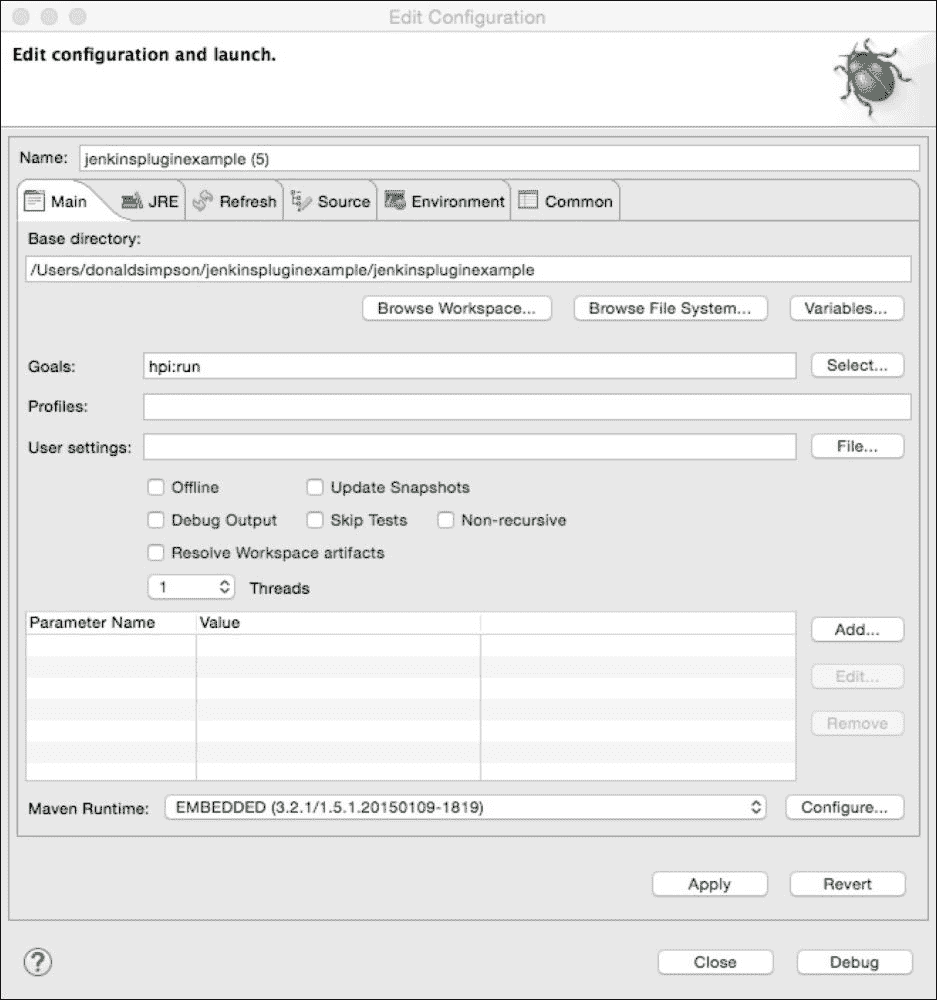 Edit Configuration
Edit configuration and launch.
Name: jenkinspluginexample (5)
Main JRE Refresh Source Environment Common
Base directory:
/Users/donaldsimpson/jenkinspluginexample/jenkinspluginexample
Browse Workspace... Browse File System... Variables...
Goals: hpi:run Select...
Profiles:
User settings: File...
Offline Update Snapshots
Debug Output Skip Tests Non-recursive
Resolve Workspace artifacts
1 Threads
Parameter Name Value
Add...
Edit...
Remove
Maven Runtime: EMBEDDED (3.2.1/1.5.1.20150109-1819) Configure...
Apply Revert
? Close Debug